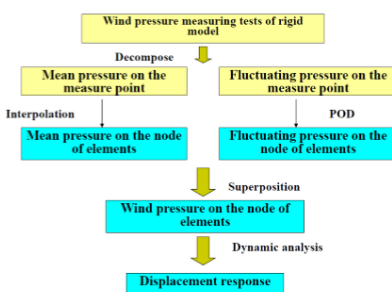 Wind pressure measuring tests of rigid
model
Decompose
Mean pressure on the
measure point
Fluctuating pressure on the
measure point
Interpolation
POD
Mean pressure on the node
of elements
Fluctuating pressure on the
node of elements
Superposition
Wind pressure on the node of
elements
Dynamic analysis
Displacement response